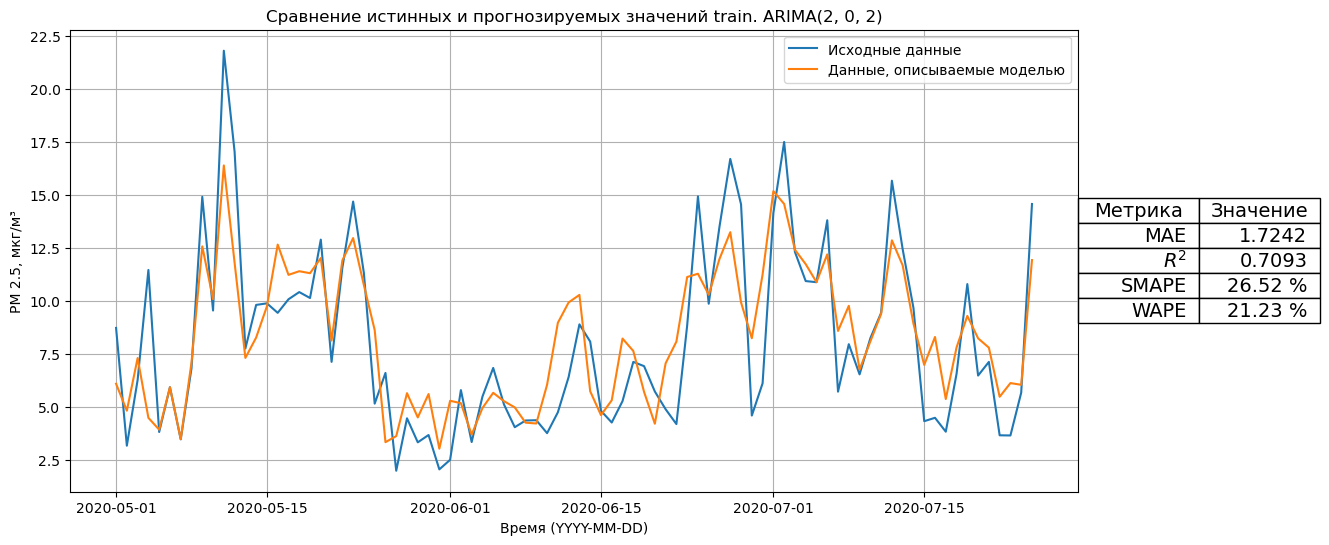 Сравнение истинных и прогнозируемых значений train. ARIMA(2, 0, 2)
Исходные данные
Данные, описываемые моделью
22.5
20.0
17.5
15.0
12.5
10.0
7.5
5.0
2.5
PM 2.5, мкг/м³
2020-05-01 2020-05-15 2020-06-01 2020-06-15 2020-07-01 2020-07-15
Время (YYYY-MM-DD)
Метрика Значение
MAE 1.7242
R² 0.7093
SMAPE 26.52 %
WAPE 21.23 %